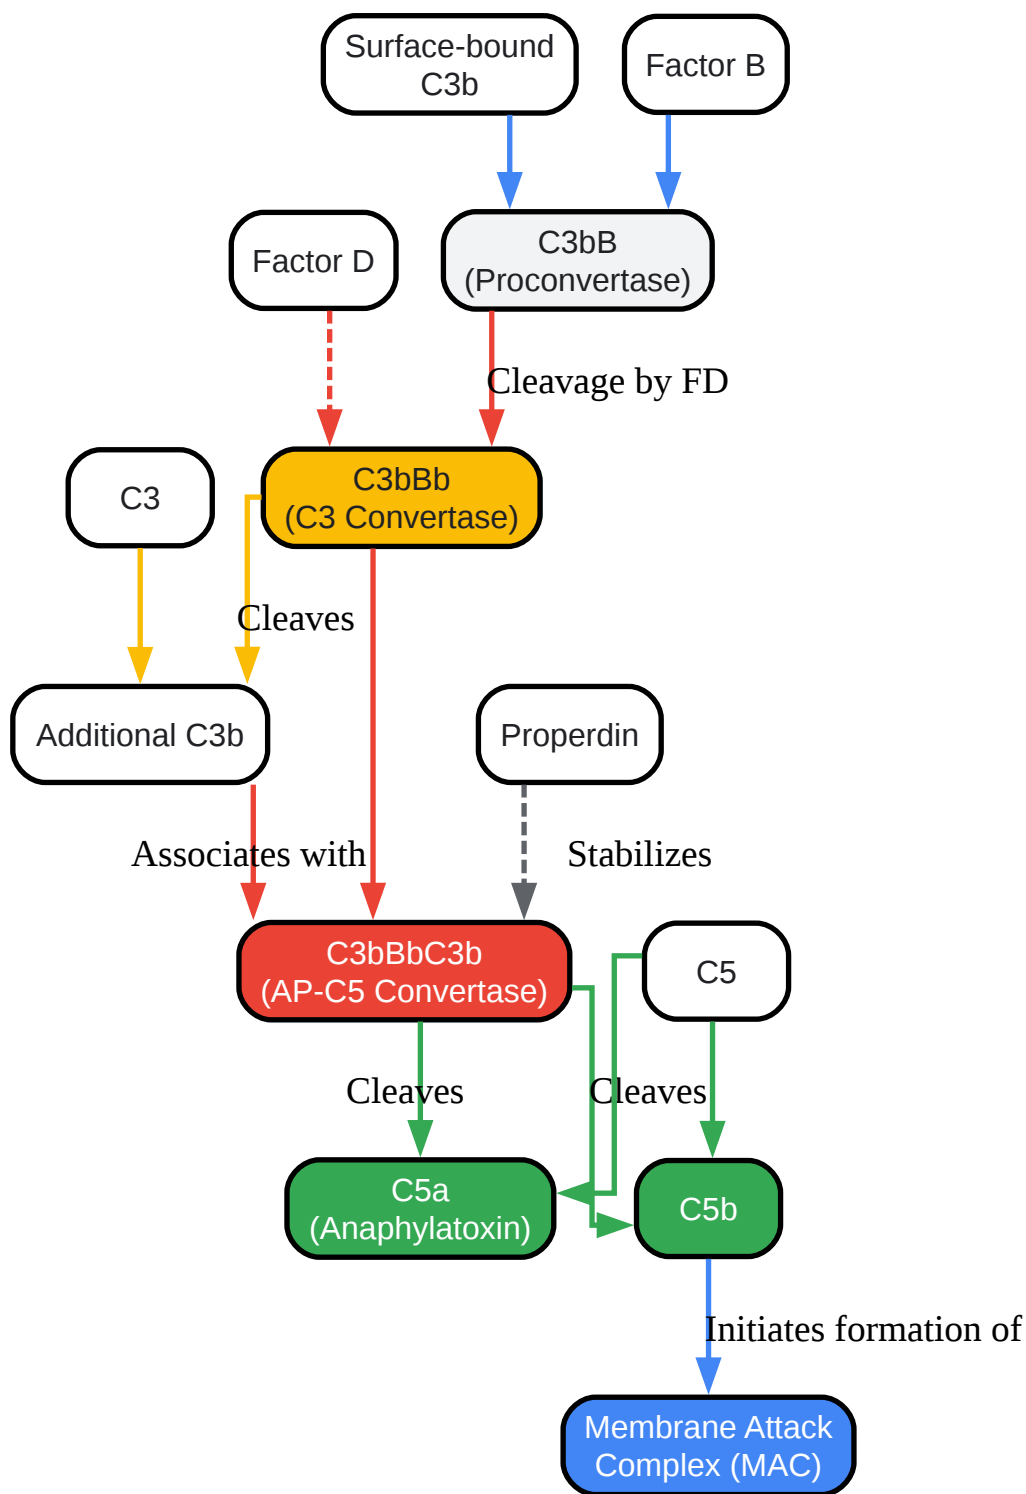 Surface-bound
C3b
Factor B
Factor D
C3bB
(Proconvertase)
Cleavage by FD
C3
C3bBb
(C3 Convertase)
Cleaves
Additional C3b
Properdin
Associates with
Stabilizes
C3bBbC3b
(AP-C5 Convertase)
C5
Cleaves
Cleaves
C5a
(Anaphylatoxin)
C5b
Initiates formation of
Membrane Attack
Complex (MAC)